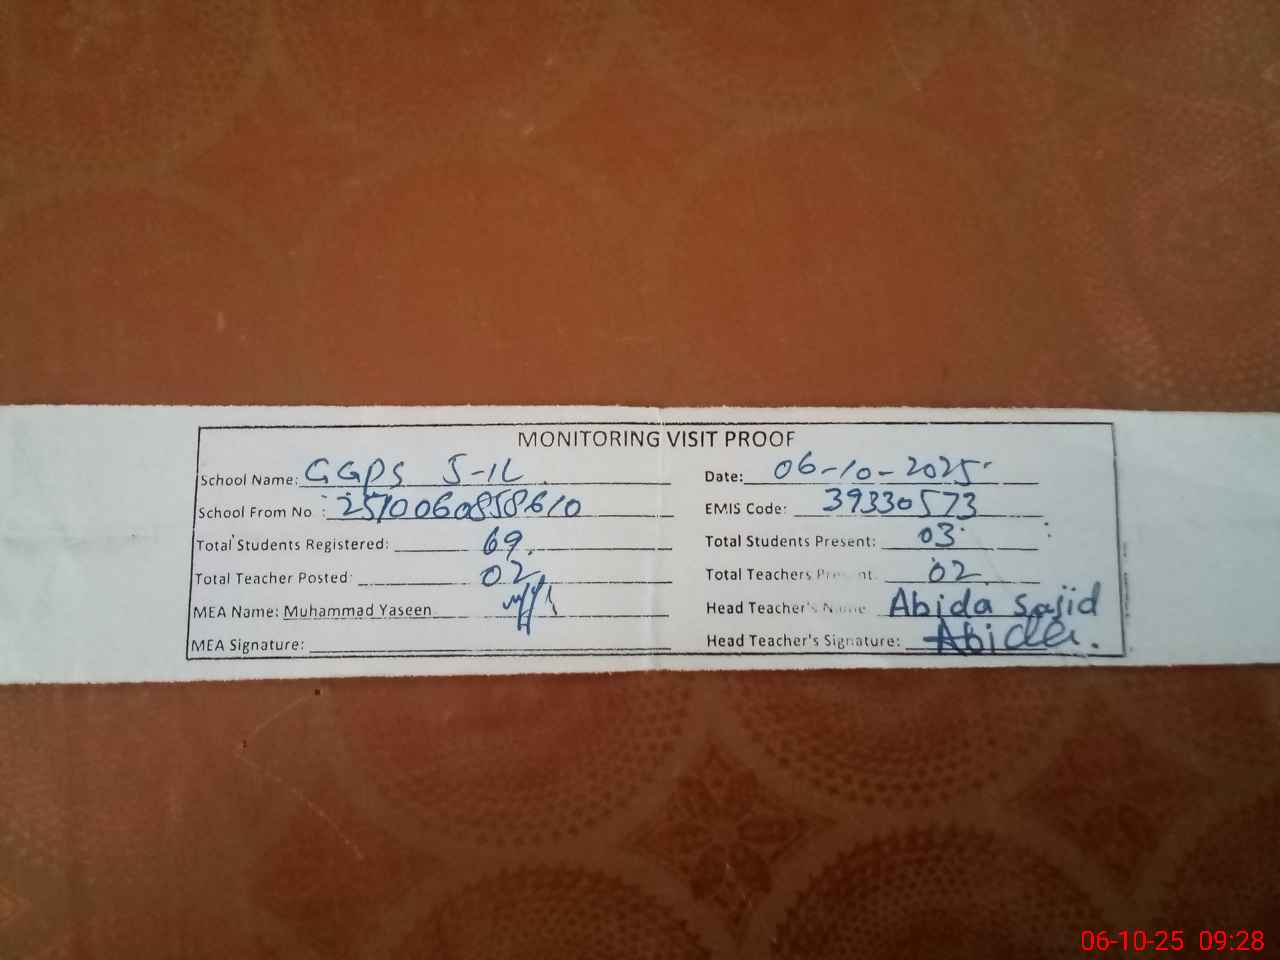 MONITORING VISIT PROOF
School Name: GGPS 5-1L Date: 06-10-2025
School From No : 2510060858610 EMIS Code: 39330573
Total Students Registered: 69 Total Students Present: 03
Total Teacher Posted: 02 Total Teachers Present: 02
MEA Name: Muhammad Yaseen Head Teacher's Name Abida Sajid
MEA Signature: Head Teacher's Signature: Abida.
06-10-25 09:28